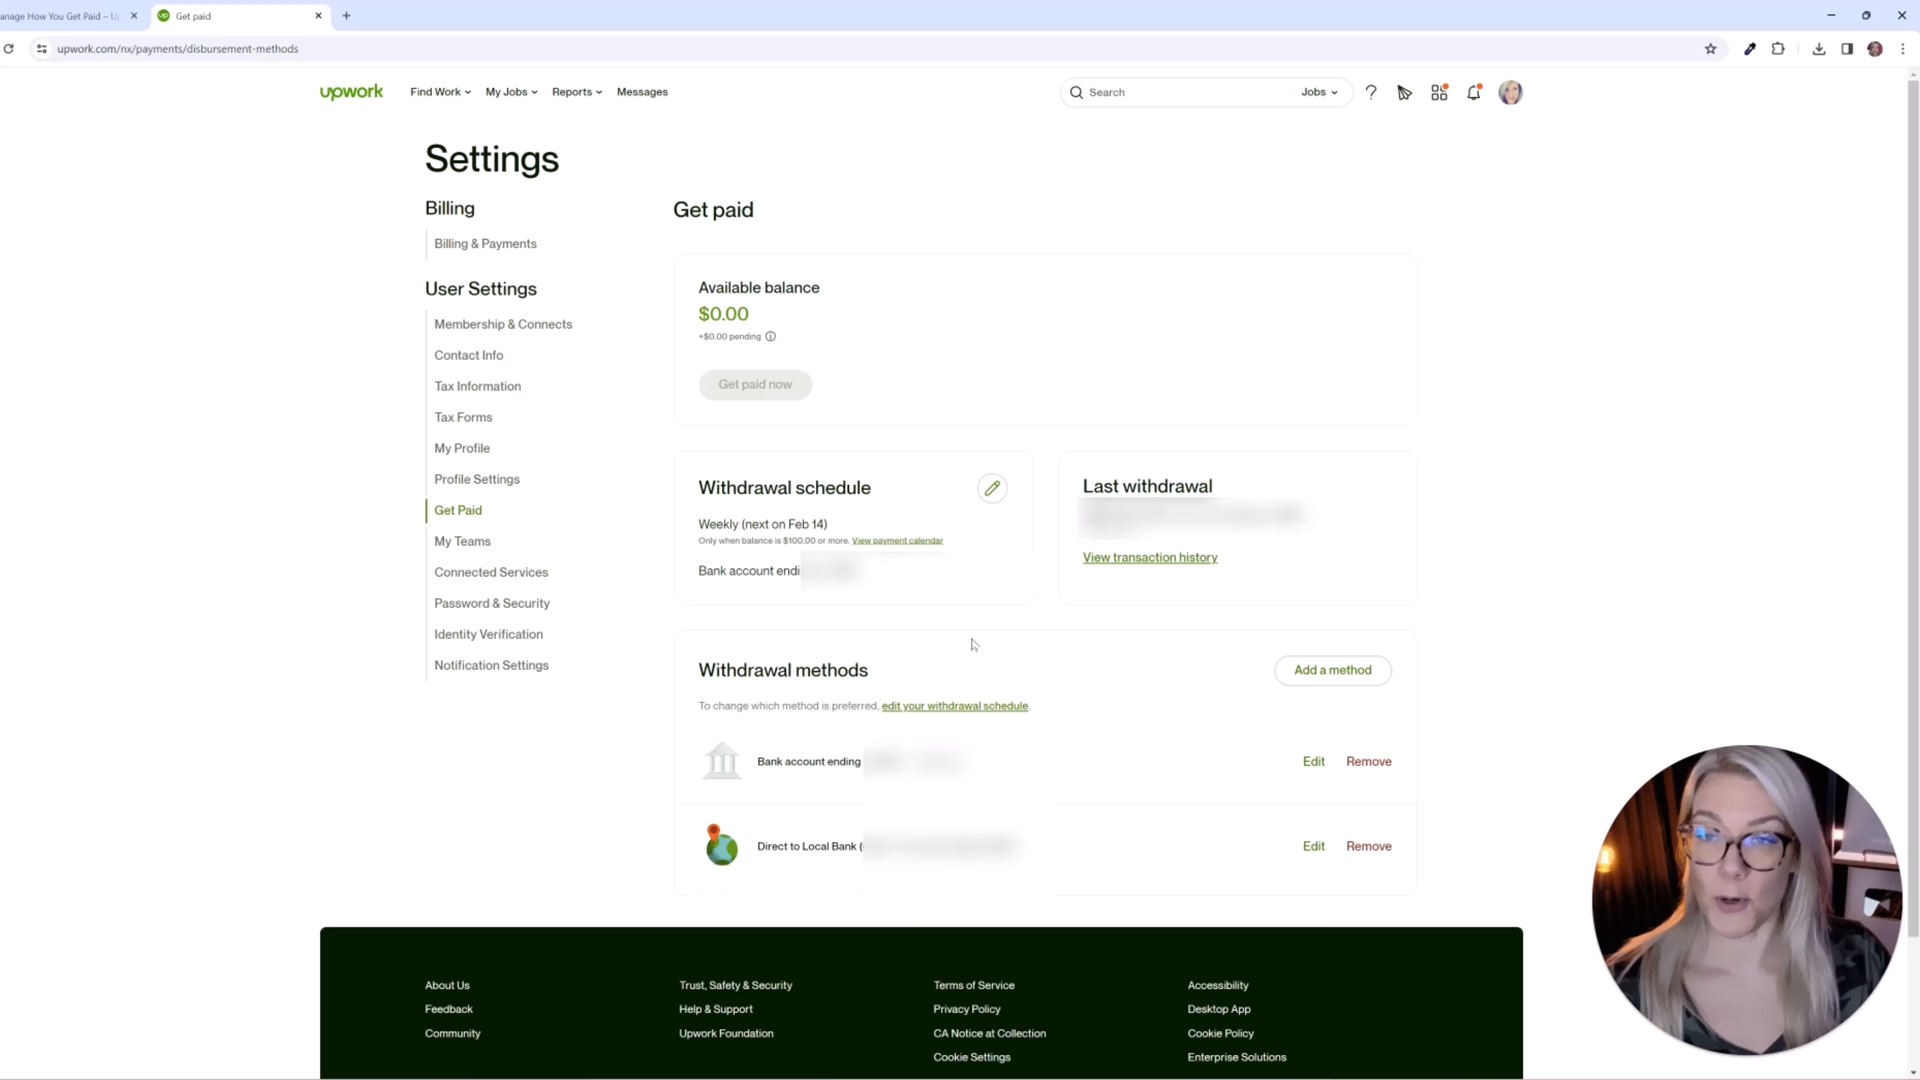 anage How You Get Paid – U
Get paid
upwork.com/nx/payments/disbursement-methods
upwork
Find Work
My Jobs
Reports
Messages
Search
Jobs
Settings
Billing
Billing & Payments
User Settings
Membership & Connects
Contact Info
Tax Information
Tax Forms
My Profile
Profile Settings
Get Paid
My Teams
Connected Services
Password & Security
Identity Verification
Notification Settings
Get paid
Available balance
$0.00
+$0.00 pending
Get paid now
Withdrawal schedule
Weekly (next on Feb 14)
Only when balance is $100.00 or more. View payment calendar
Bank account endi
Last withdrawal
View transaction history
Withdrawal methods
Add a method
To change which method is preferred, edit your withdrawal schedule.
Bank account ending
Edit Remove
Direct to Local Bank (
Edit Remove
About Us
Feedback
Community
Trust, Safety & Security
Help & Support
Upwork Foundation
Terms of Service
Privacy Policy
CA Notice at Collection
Cookie Settings
Accessibility
Desktop App
Cookie Policy
Enterprise Solutions